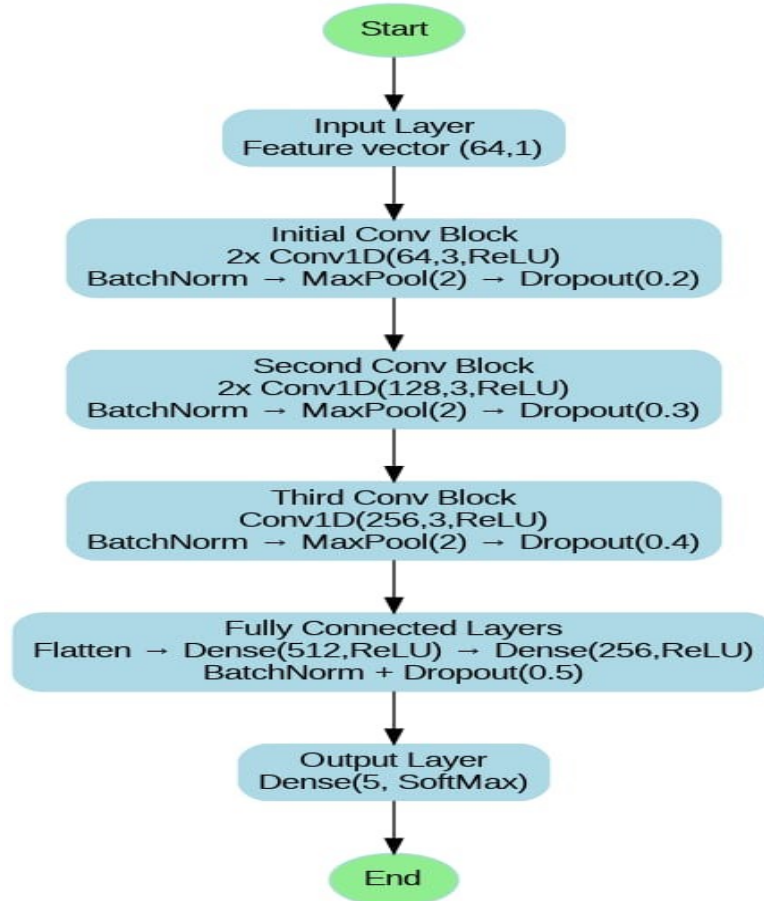 Start
Input Layer
Feature vector (64,1)
Initial Conv Block
2x Conv1D(64,3,ReLU)
BatchNorm → MaxPool(2) → Dropout(0.2)
Second Conv Block
2x Conv1D(128,3,ReLU)
BatchNorm → MaxPool(2) → Dropout(0.3)
Third Conv Block
Conv1D(256,3,ReLU)
BatchNorm → MaxPool(2) → Dropout(0.4)
Fully Connected Layers
Flatten → Dense(512,ReLU) → Dense(256,ReLU)
BatchNorm + Dropout(0.5)
Output Layer
Dense(5, SoftMax)
End